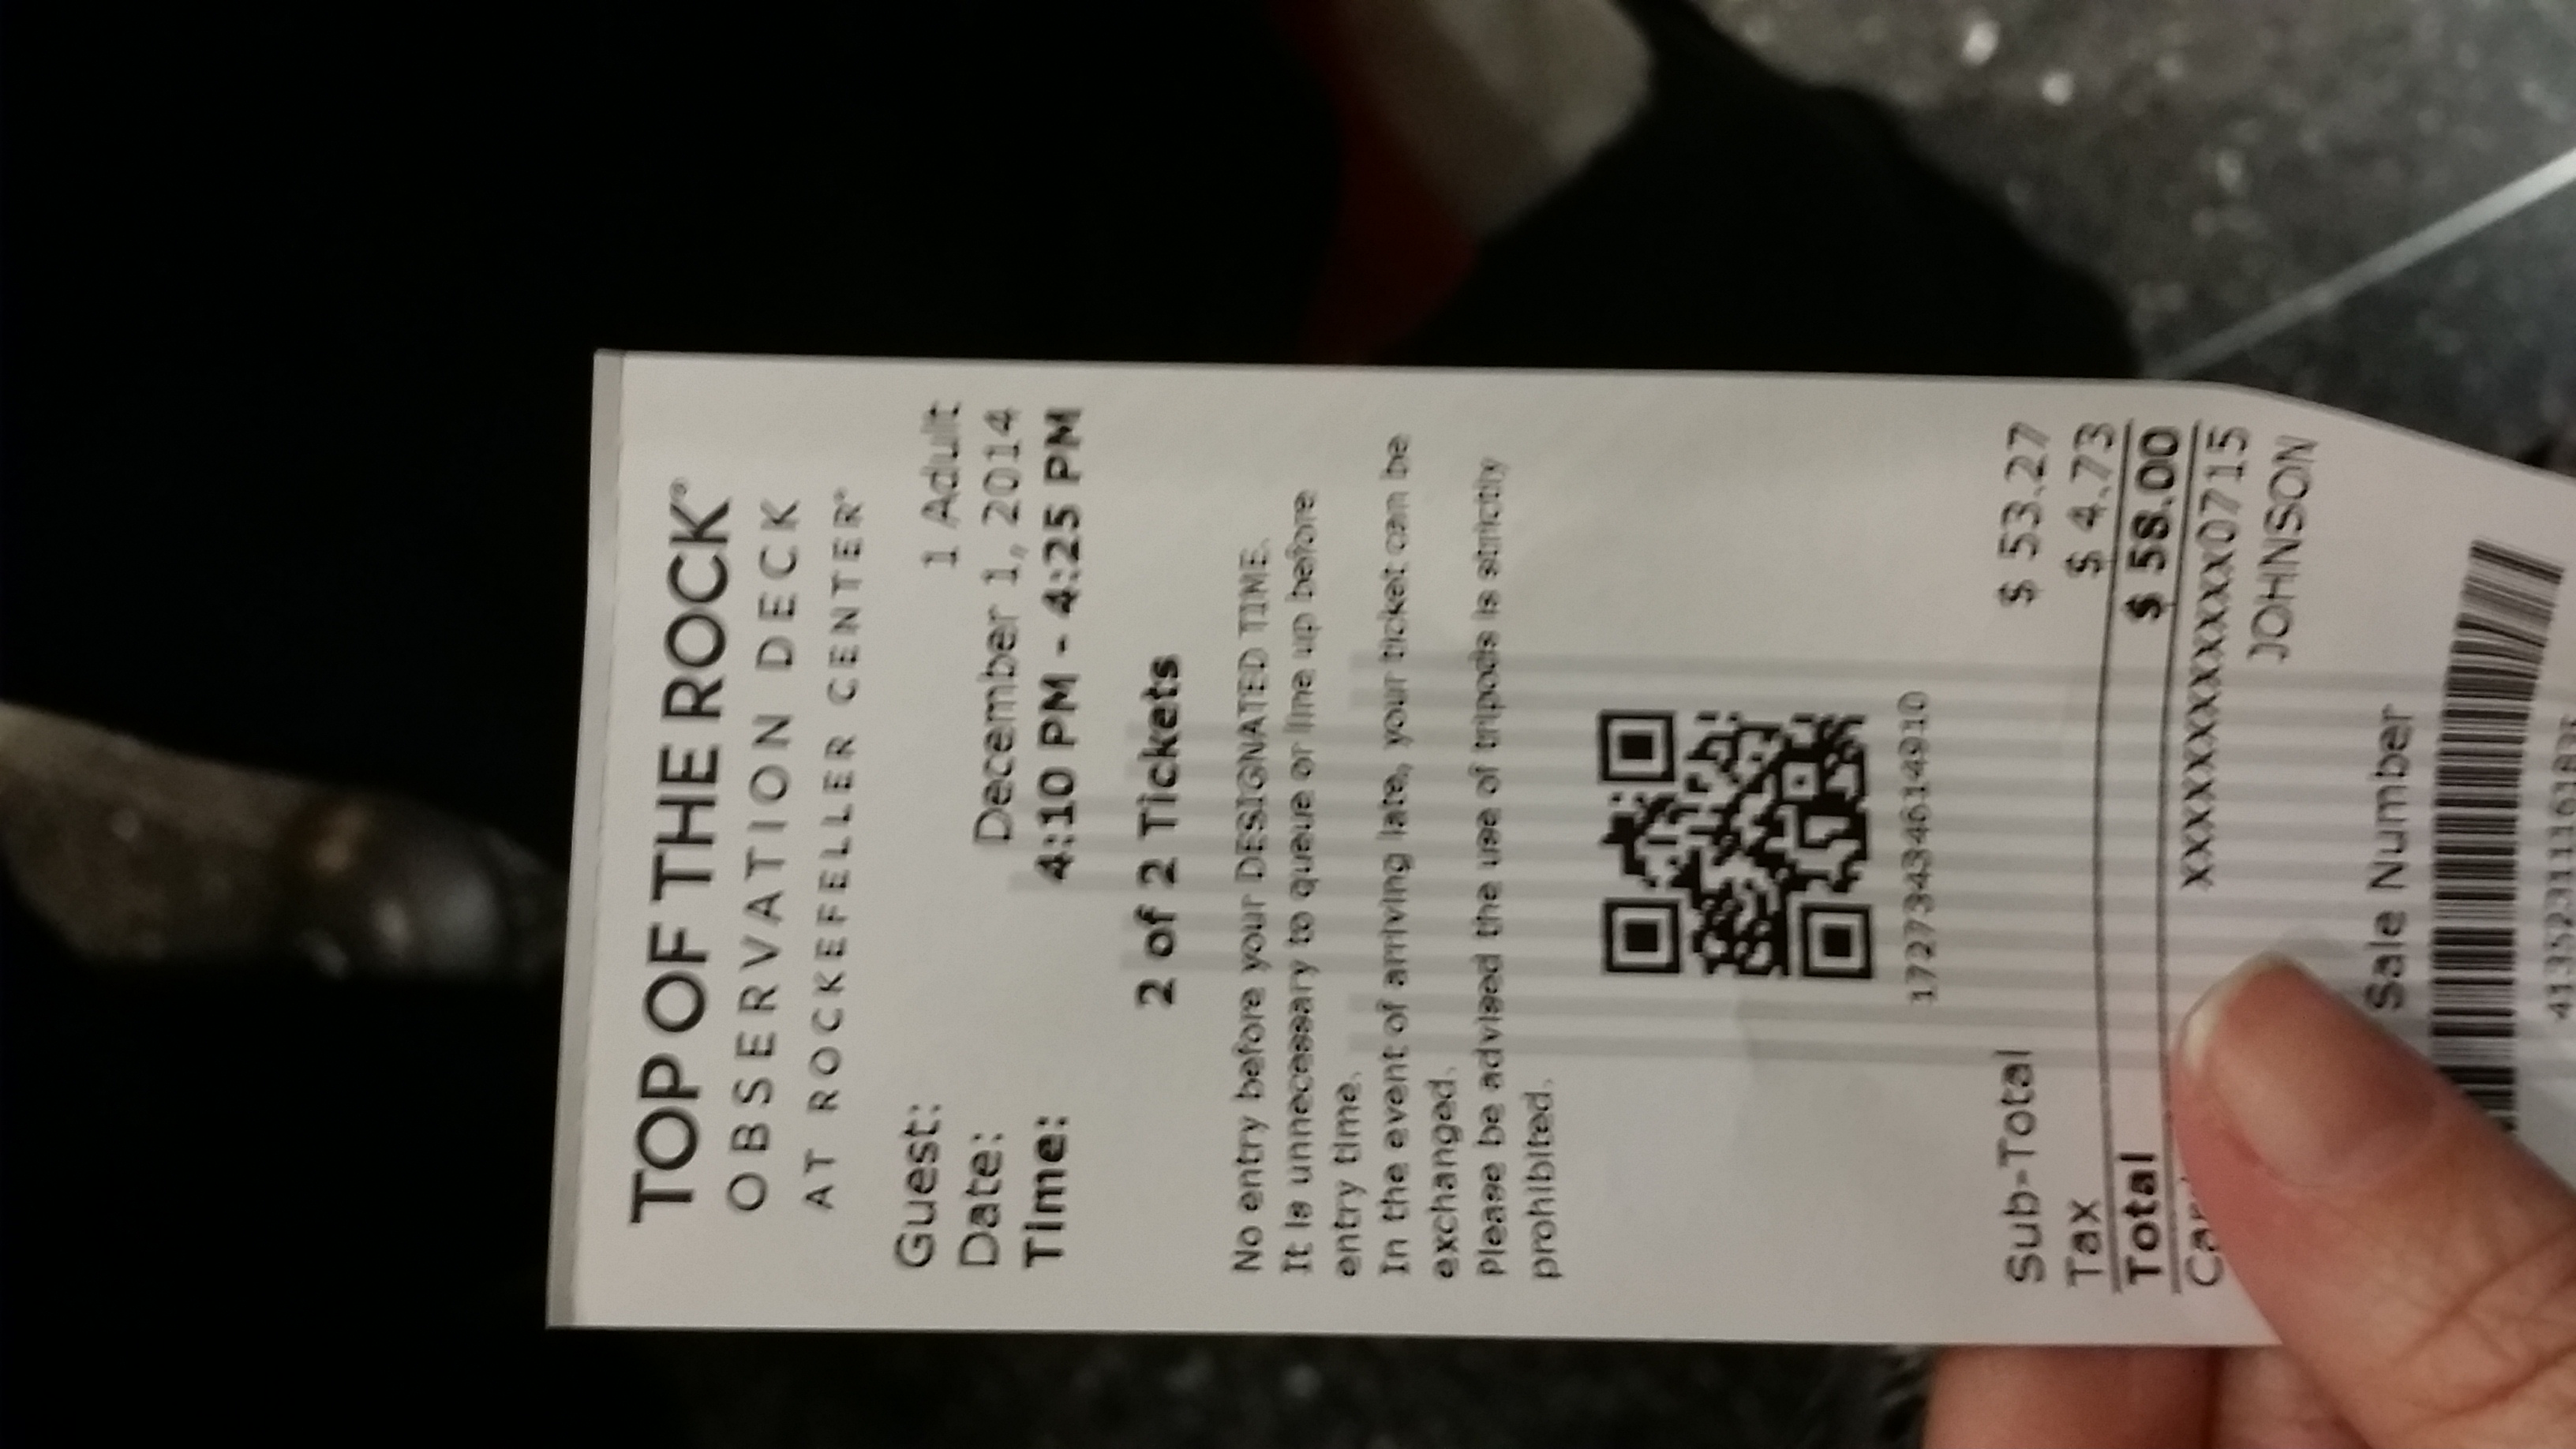 TOP OF THE ROCK®
OBSERVATION DECK
AT ROCKEFELLER CENTER®
Guest: 1 Adult
Date: December 1, 2014
Time: 4:10 PM - 4:25 PM
2 of 2 Tickets
No entry before your DESIGNATED TIME.
It is unnecessary to queue or line up before
entry time.
In the event of arriving late, your ticket can be
exchanged.
Please be advised the use of tripods is strictly
prohibited.
Sub-Total $ 53.27
Tax $ 4.73
Total $ 58.00
XXXXXXXXXXXX0715
JOHNSON
Sale Number